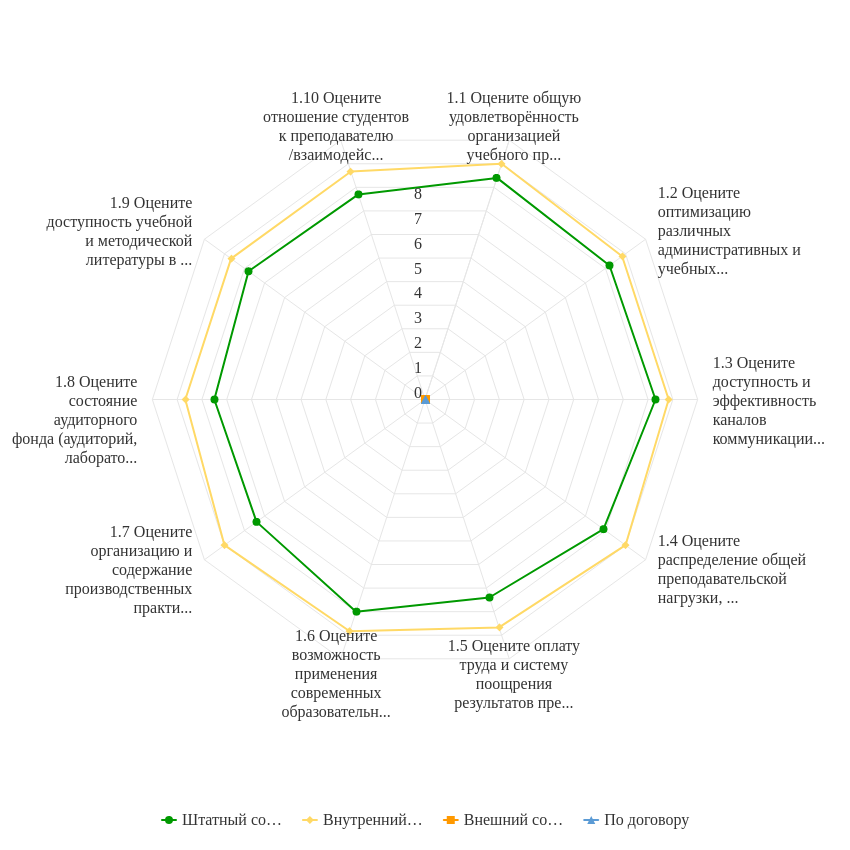 1.10 Оцените
отношение студентов
к преподавателю
/взаимодейс...
1.1 Оцените общую
удовлетворённость
организацией
учебного пр...
1.2 Оцените
оптимизацию
различных
административных и
учебных...
1.3 Оцените
доступность и
эффективность
каналов
коммуникации...
1.4 Оцените
распределение общей
преподавательской
нагрузки, ...
1.5 Оцените оплату
труда и систему
поощрения
результатов пре...
1.6 Оцените
возможность
применения
современных
образовательн...
1.7 Оцените
организацию и
содержание
производственных
практи...
1.8 Оцените
состояние
аудиторного
фонда (аудиторий,
лаборато...
1.9 Оцените
доступность учебной
и методической
литературы в ...
8
7
6
5
4
3
2
1
0
Штатный со...
Внутренний...
Внешний со...
По договору